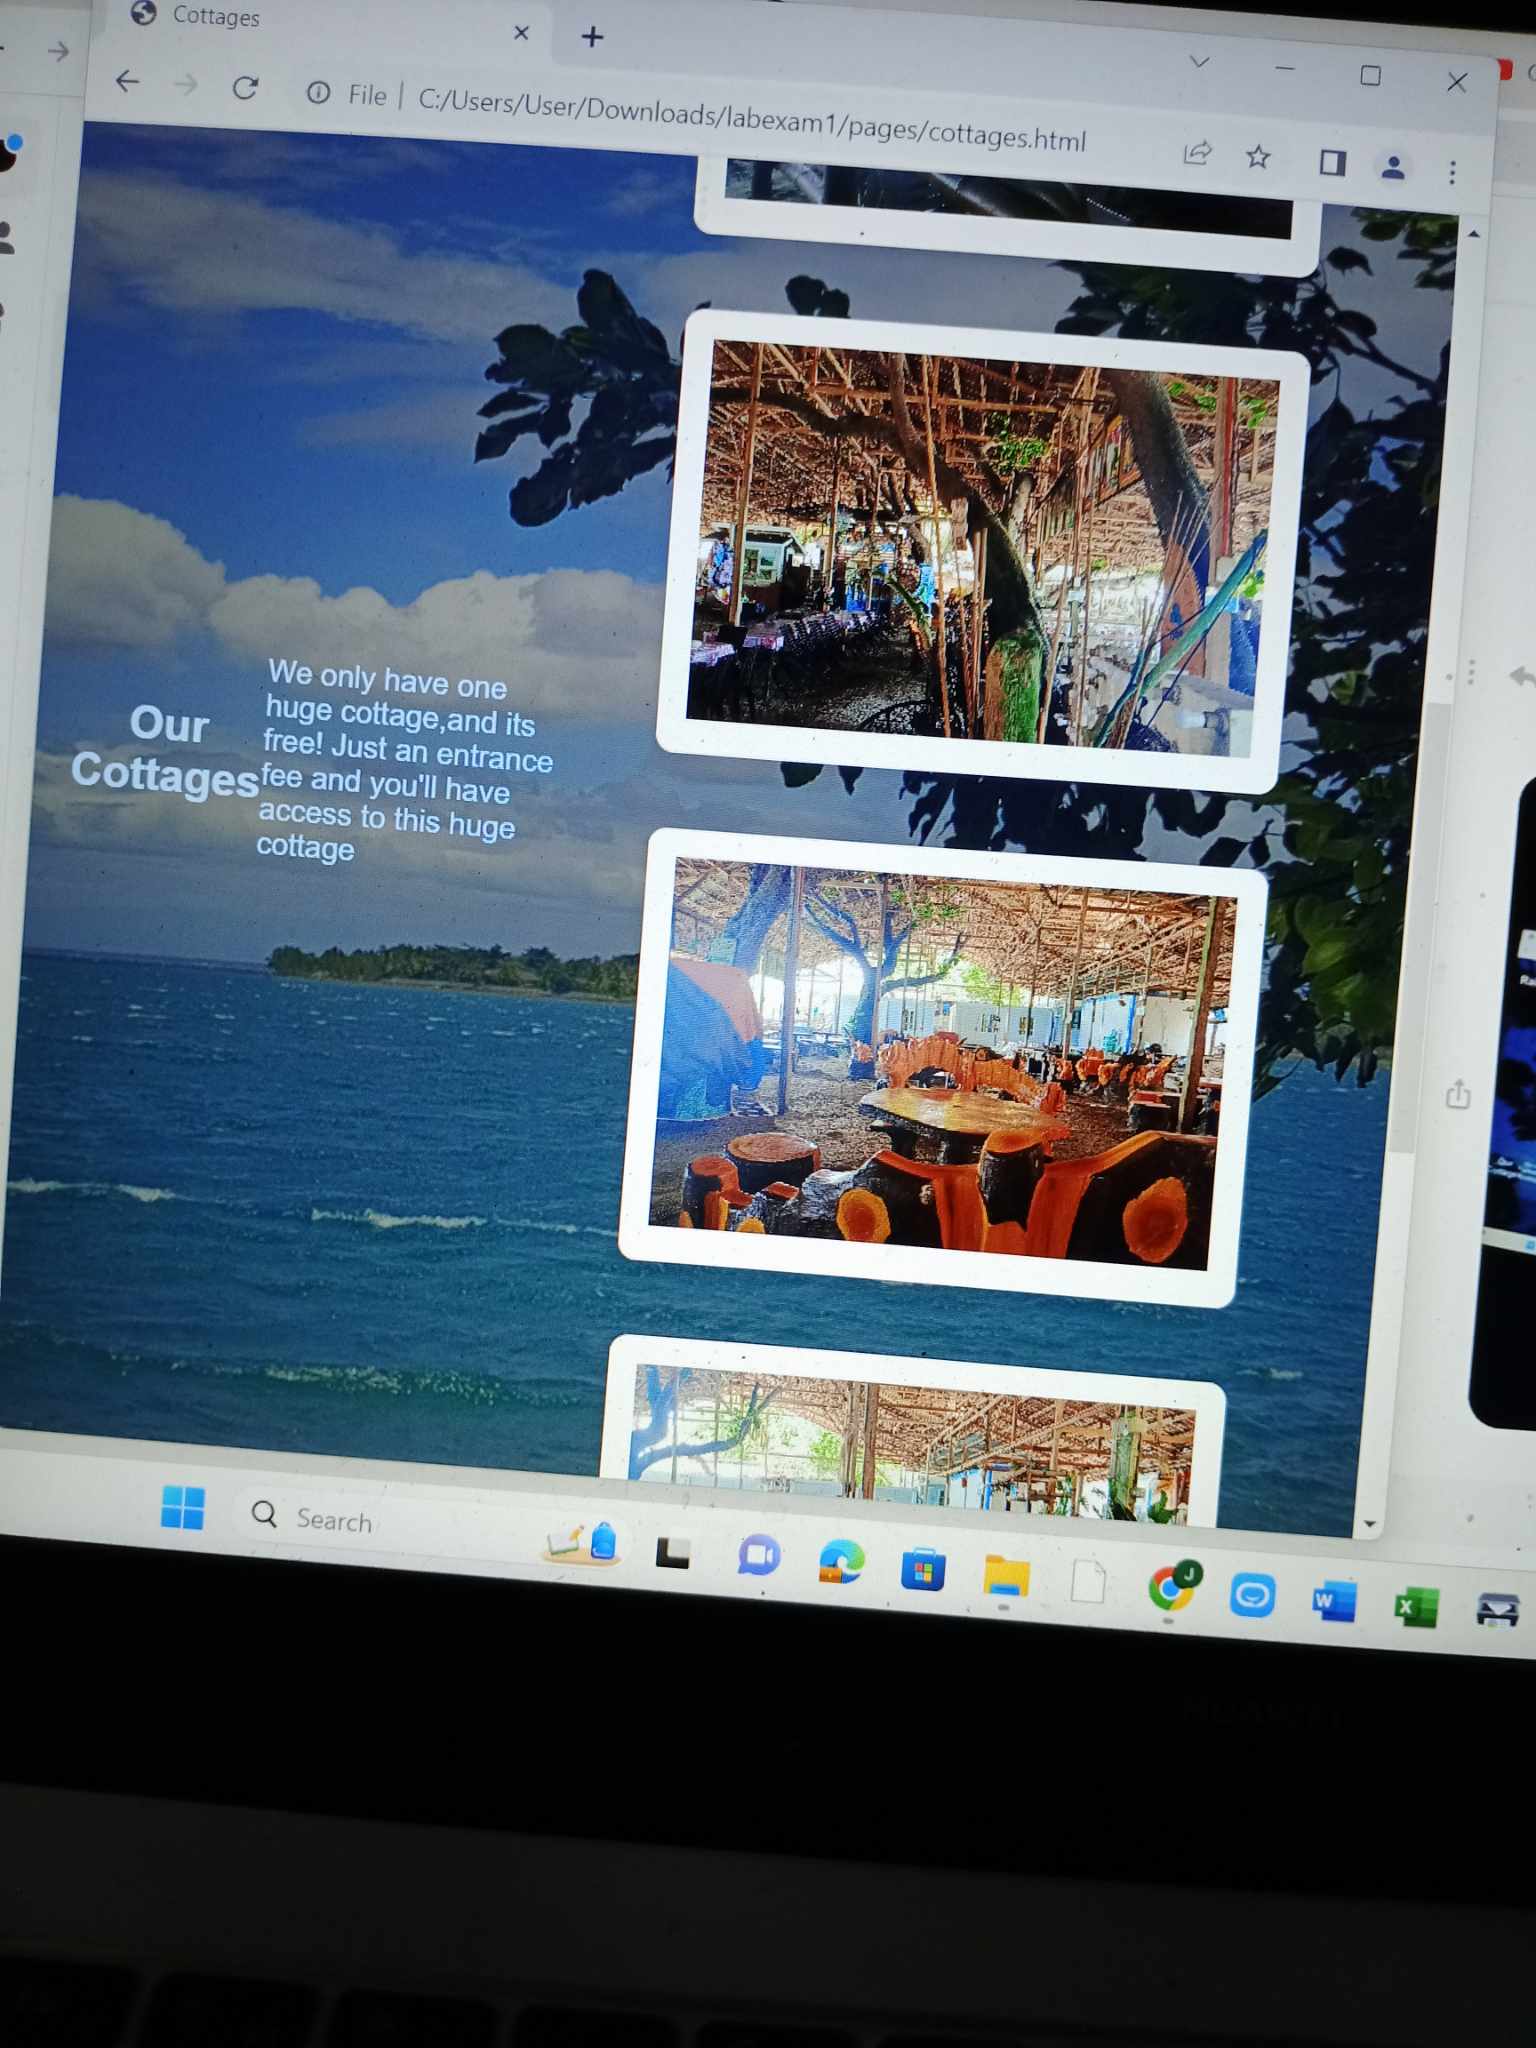 Cottages
File | C:/Users/User/Downloads/labexam1/pages/cottages.html
Our
Cottages
We only have one
huge cottage,and its
free! Just an entrance
fee and you'll have
access to this huge
cottage
Search
J
W
X